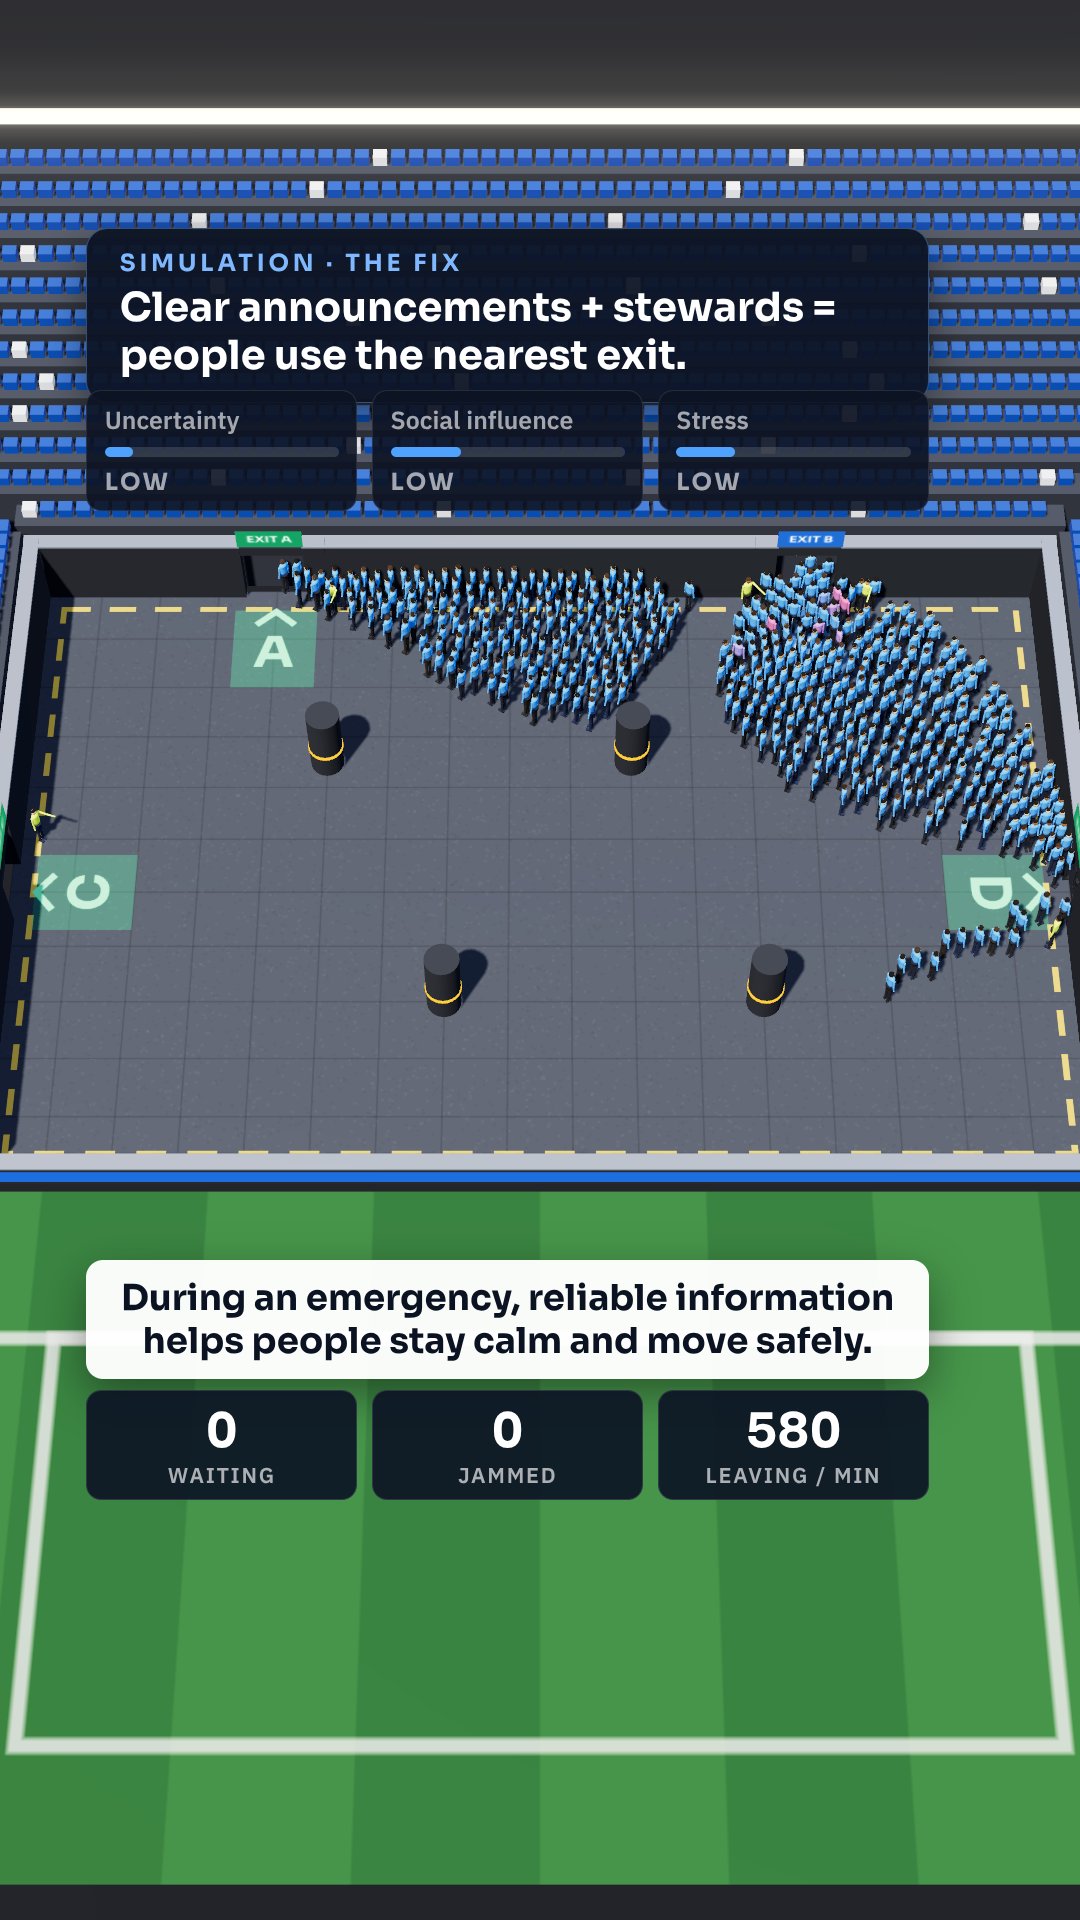 SIMULATION · THE FIX
Clear announcements + stewards =
people use the nearest exit.
Uncertainty
LOW
Social influence
LOW
Stress
LOW
EXIT A
EXIT B
A
C
D
During an emergency, reliable information
helps people stay calm and move safely.
0
WAITING
0
JAMMED
580
LEAVING / MIN